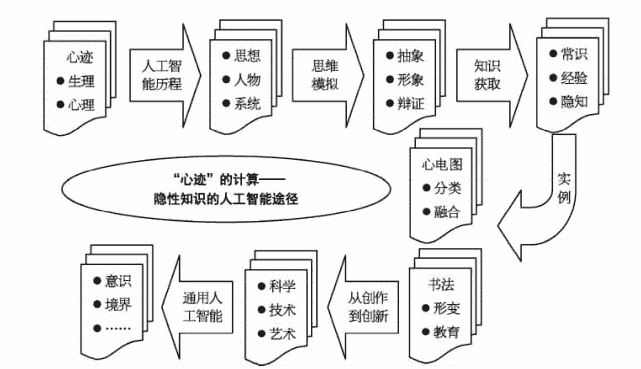 心迹
● 生理
● 心理
人工智
能历程
● 思想
● 人物
● 系统
思维
模拟
● 抽象
● 形象
● 辩证
知识
获取
● 常识
● 经验
● 隐知
实
例
心电图
● 分类
● 融合
“心迹”的计算——
隐性知识的人工智能途径
书法
● 形变
● 教育
从创作
到创新
● 科学
● 技术
● 艺术
通用人
工智能
● 意识
● 境界
● ……